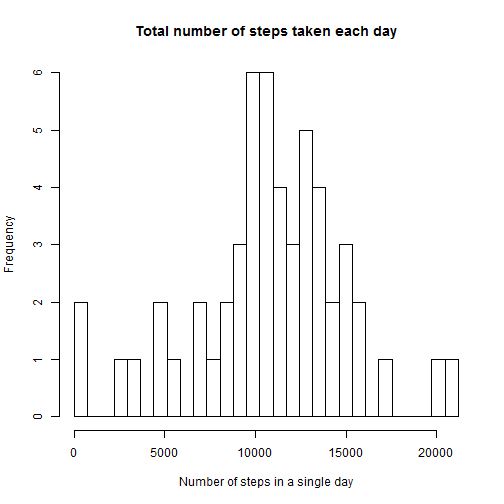 Total number of steps taken each day
Frequency
6
5
4
3
2
1
0
0 5000 10000 15000 20000
Number of steps in a single day